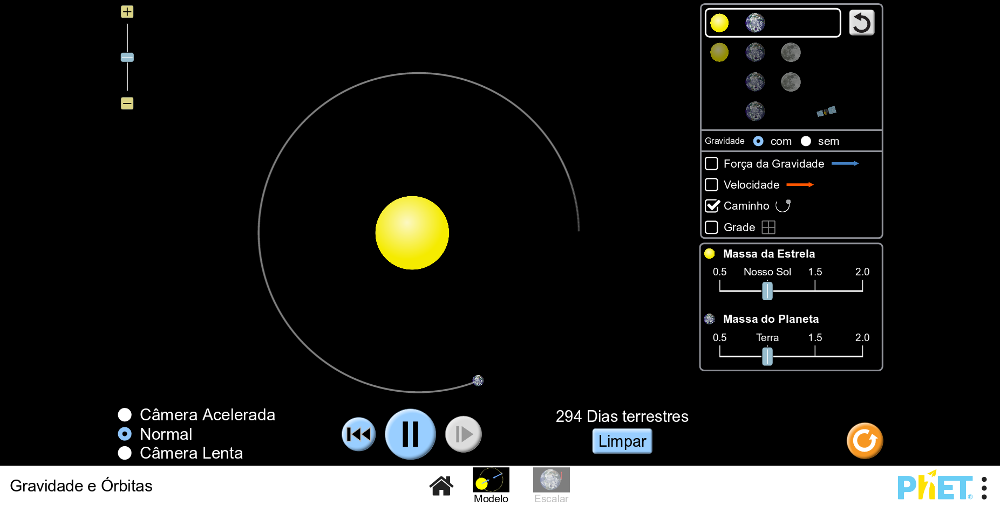 Gravidade com sem
Força da Gravidade
Velocidade
Caminho
Grade
Massa da Estrela
0.5 Nosso Sol 1.5 2.0
Massa do Planeta
0.5 Terra 1.5 2.0
Câmera Acelerada
Normal
Câmera Lenta
294 Dias terrestres
Limpar
Gravidade e Órbitas
Modelo
Escalar
PhET®